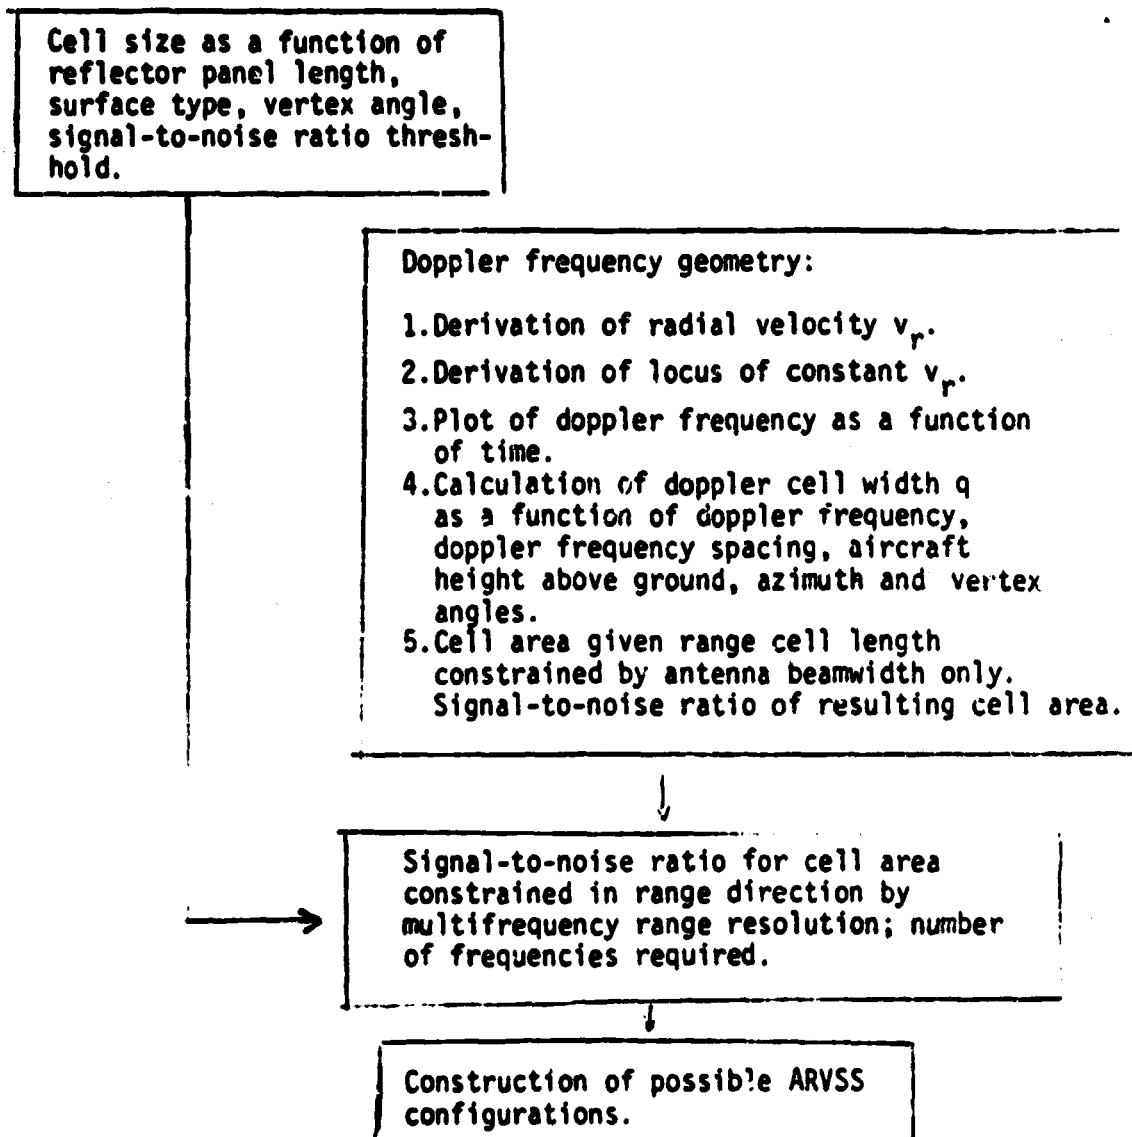 Cell size as a function of
reflector panel length,
surface type, vertex angle,
signal-to-noise ratio thresh-
hold.
Doppler frequency geometry:
1.Derivation of radial velocity vr.
2.Derivation of locus of constant vr.
3.Plot of doppler frequency as a function
of time.
4.Calculation of doppler cell width q
as a function of doppler frequency,
doppler frequency spacing, aircraft
height above ground, azimuth and vertex
angles.
5.Cell area given range cell length
constrained by antenna beamwidth only.
Signal-to-noise ratio of resulting cell area.
Signal-to-noise ratio for cell area
constrained in range direction by
multifrequency range resolution; number
of frequencies required.
Construction of possible ARVSS
configurations.